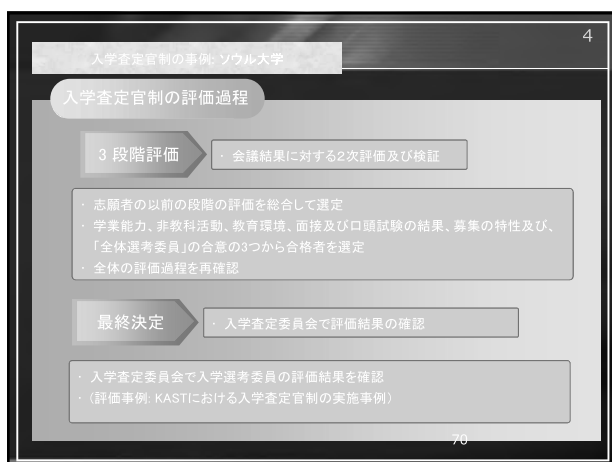 4
入学査定官制の事例: ソウル大学
入学査定官制の評価過程
3 段階評価
· 会議結果に対する2次評価及び検証
· 志願者の以前の段階の評価を総合して選定
· 学業能力、非教科活動、教育環境、面接及び口頭試験の結果、募集の特性及び、
「全体選考委員」の合意の3つから合格者を選定
· 全体の評価過程を再確認
最終決定
· 入学査定委員会で評価結果の確認
· 入学査定委員会で入学選考委員の評価結果を確認
· (評価事例: KASTにおける入学査定官制の実施事例)
70